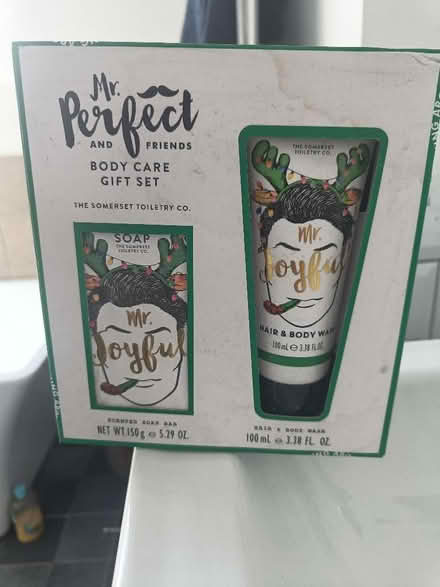 Mr.
Perfect
AND FRIENDS
BODY CARE
GIFT SET
THE SOMERSET TOILETRY CO.
SOAP
THE SOMERSET
TOILETRY CO.
Mr.
Joyful
SCENTED SOAP BAR
NET WT.150g e 5.29 OZ.
THE SOMERSET
TOILETRY CO.
Mr.
Joyful
HAIR & BODY WASH
100 mL e 3.38 FL OZ.
HAIR & BODY WASH
100 mL e 3.38 FL. OZ.